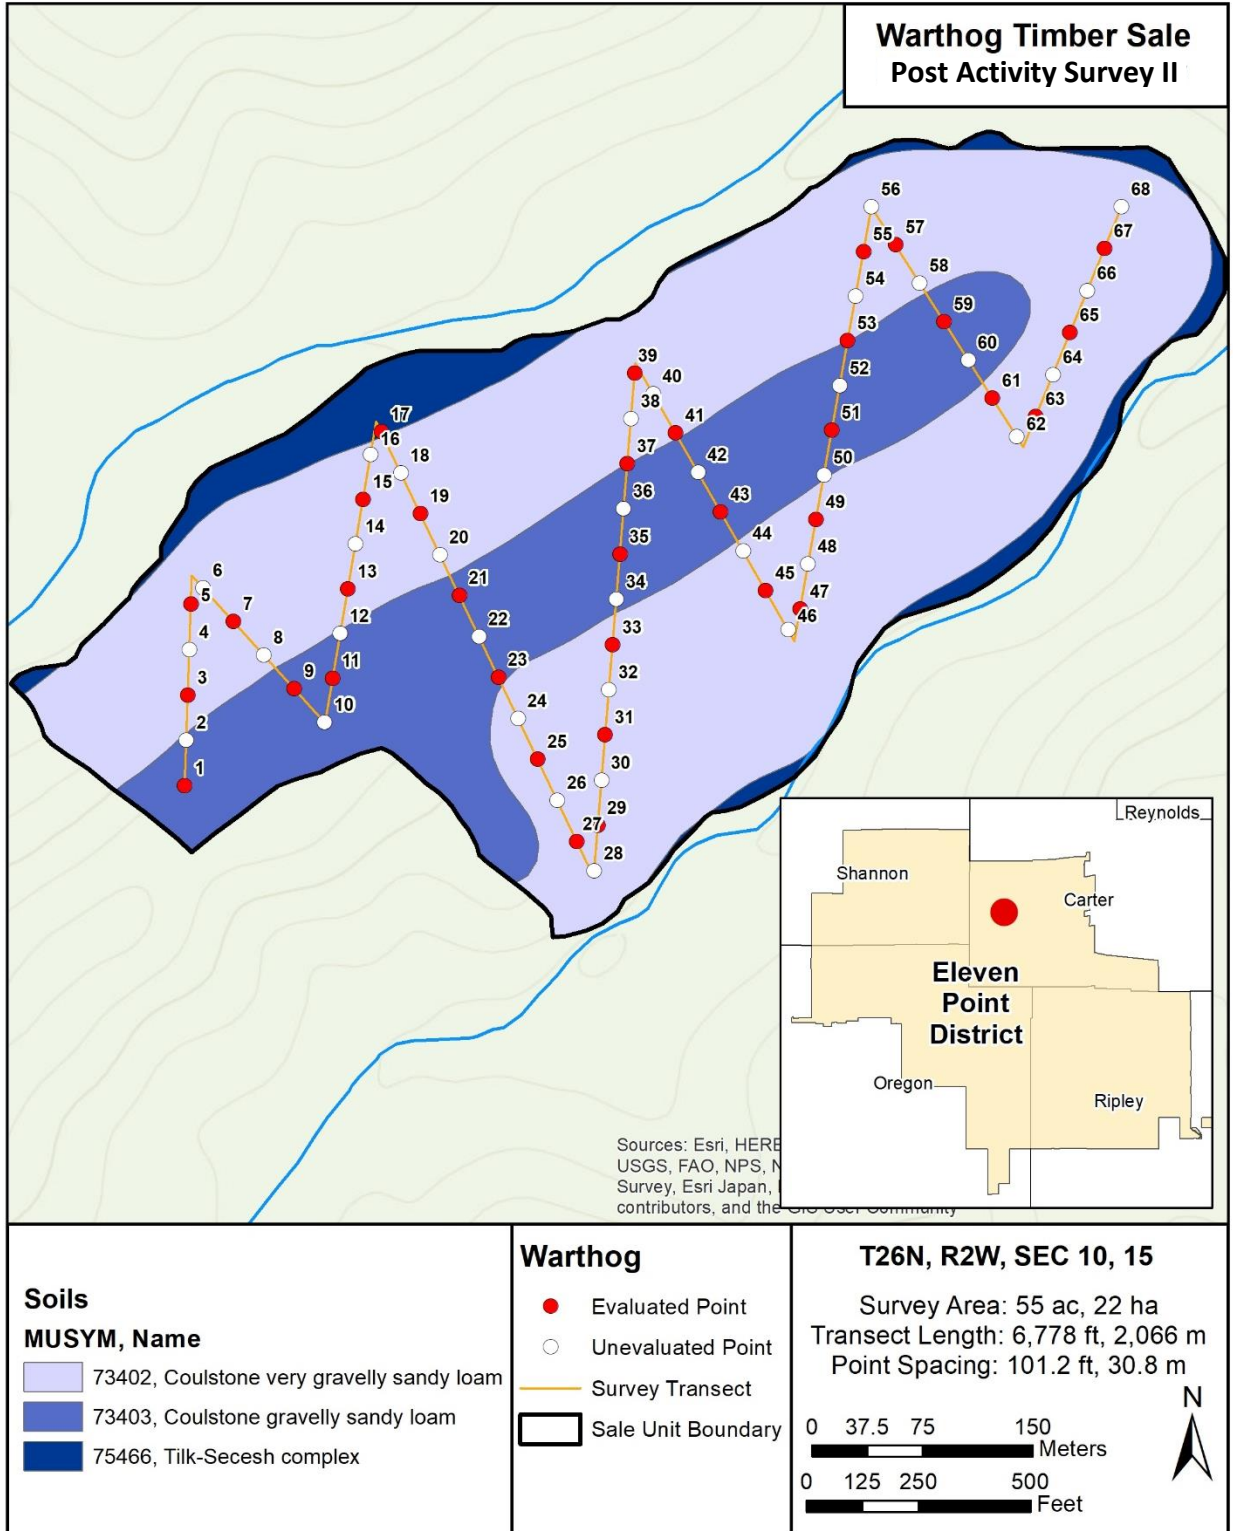 Warthog Timber Sale
Post Activity Survey II
56
68
55
57
67
58
66
54
59
65
53
60
64
39
52
40
61
63
38
51
41
62
17
16
37
50
18
42
15
36
49
19
43
14
35
48
20
44
6
13
34
45
47
5
21
7
12
33
46
4
22
8
11
32
3
23
9
10
31
2
24
30
1
25
29
26
27
28
Reynolds
Shannon
Carter
Eleven
Point
District
Oregon
Ripley
Sources: Esri, HERE
USGS, FAO, NPS, N
Survey, Esri Japan,
contributors, and the GIS User Community
Soils
MUSYM, Name
73402, Coulstone very gravelly sandy loam
73403, Coulstone gravelly sandy loam
75466, Tilk-Secesh complex
Warthog
Evaluated Point
Unevaluated Point
Survey Transect
Sale Unit Boundary
T26N, R2W, SEC 10, 15
Survey Area: 55 ac, 22 ha
Transect Length: 6,778 ft, 2,066 m
Point Spacing: 101.2 ft, 30.8 m
N
0 37.5 75 150
Meters
0 125 250 500
Feet